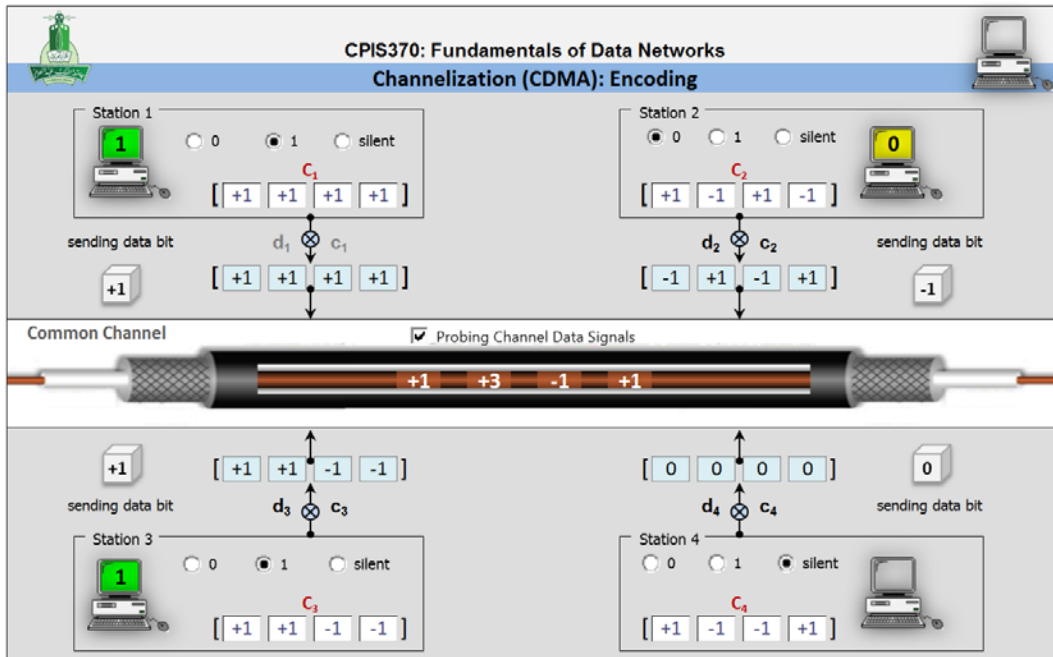 CPIS370: Fundamentals of Data Networks
Channelization (CDMA): Encoding
Station 1
1
0 1 silent
C1
[ +1 +1 +1 +1 ]
d1 c1
sending data bit
+1
[ +1 +1 +1 +1 ]
Station 2
0 1 silent
0
C2
[ +1 -1 +1 -1 ]
d2 c2
sending data bit
[ -1 +1 -1 +1 ]
-1
Common Channel
Probing Channel Data Signals
+1 +3 -1 +1
+1
[ +1 +1 -1 -1 ]
sending data bit
d3 c3
Station 3
1
0 1 silent
C3
[ +1 +1 -1 -1 ]
[ 0 0 0 0 ]
0
d4 c4
sending data bit
Station 4
0 1 silent
C4
[ +1 -1 -1 +1 ]